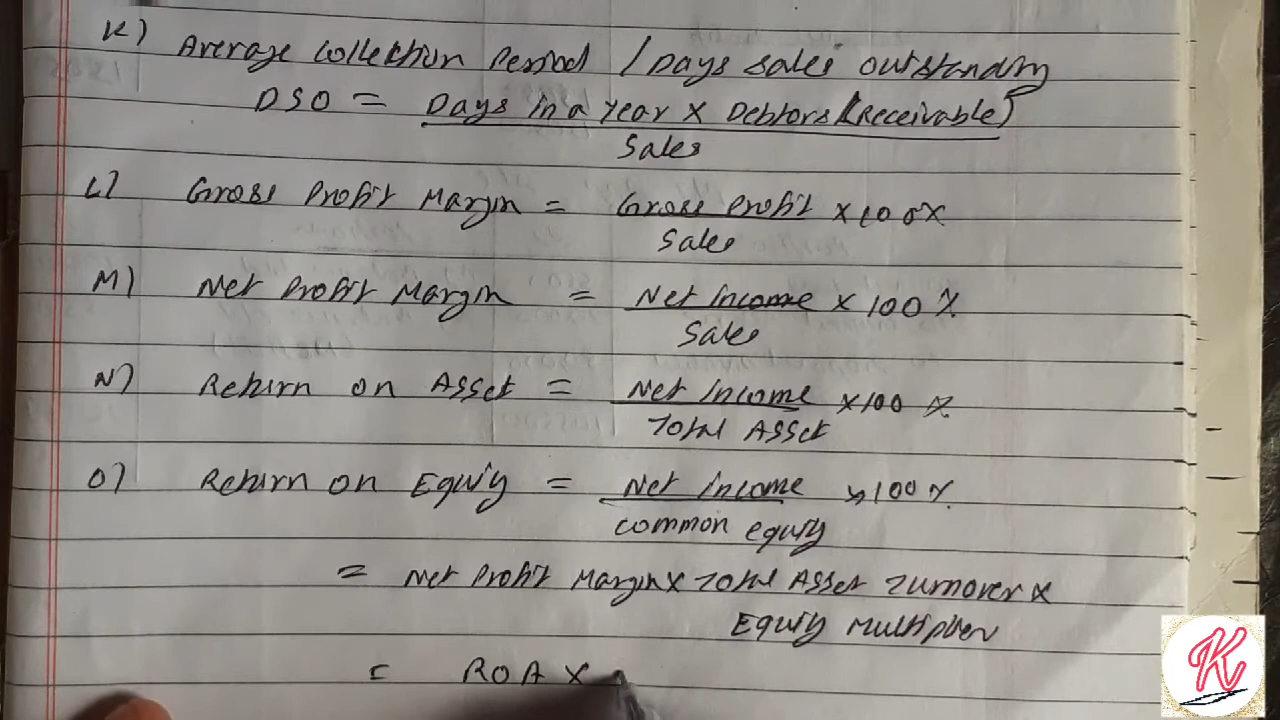 K) Average Collection Period / Days sales outstanding
DSO = Days in a year × Debtors (Receivable)
Sales
L) Gross Profit Margin = Gross Profit × 100%
Sales
M) Net Profit Margin = Net Income × 100%
Sales
N) Return on Asset = Net Income × 100%
Total Asset
O) Return on Equity = Net income × 100%
common equity
= Net Profit Margin × Total Asset Turnover ×
Equity Multiplier
= ROA ×
K